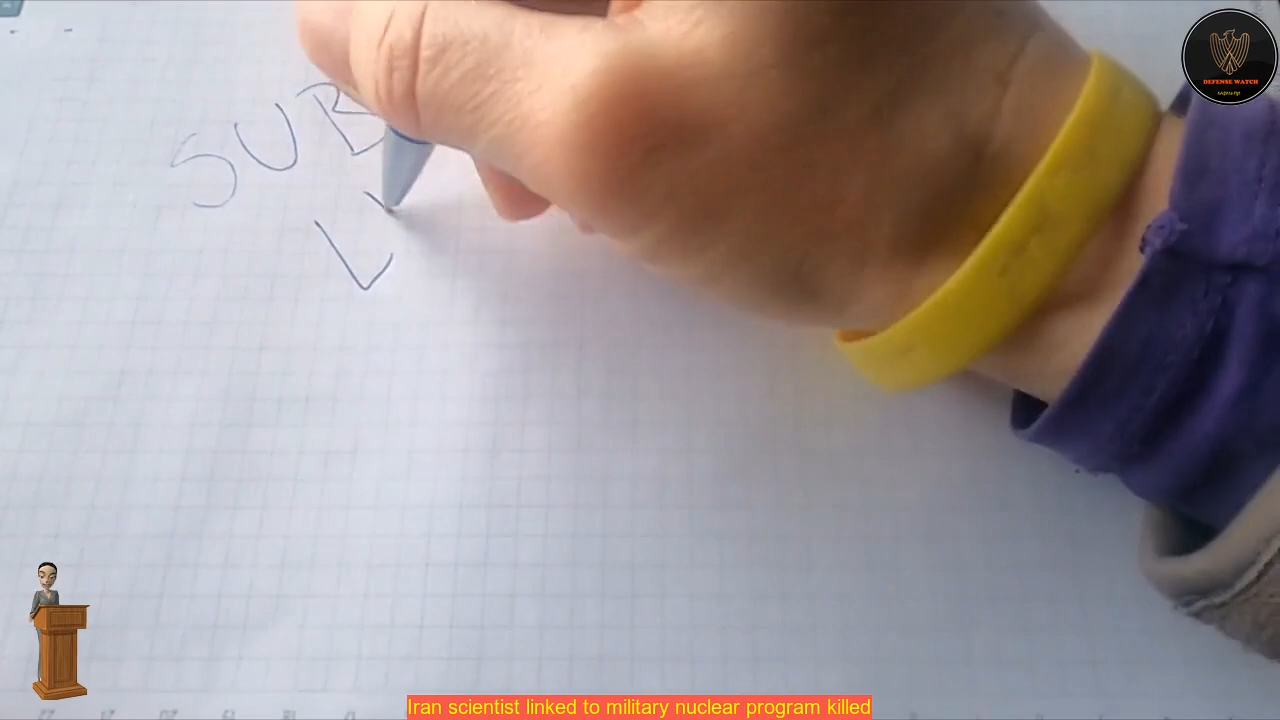 SUB
L
DEFENSE WATCH
Iran scientist linked to military nuclear program killed